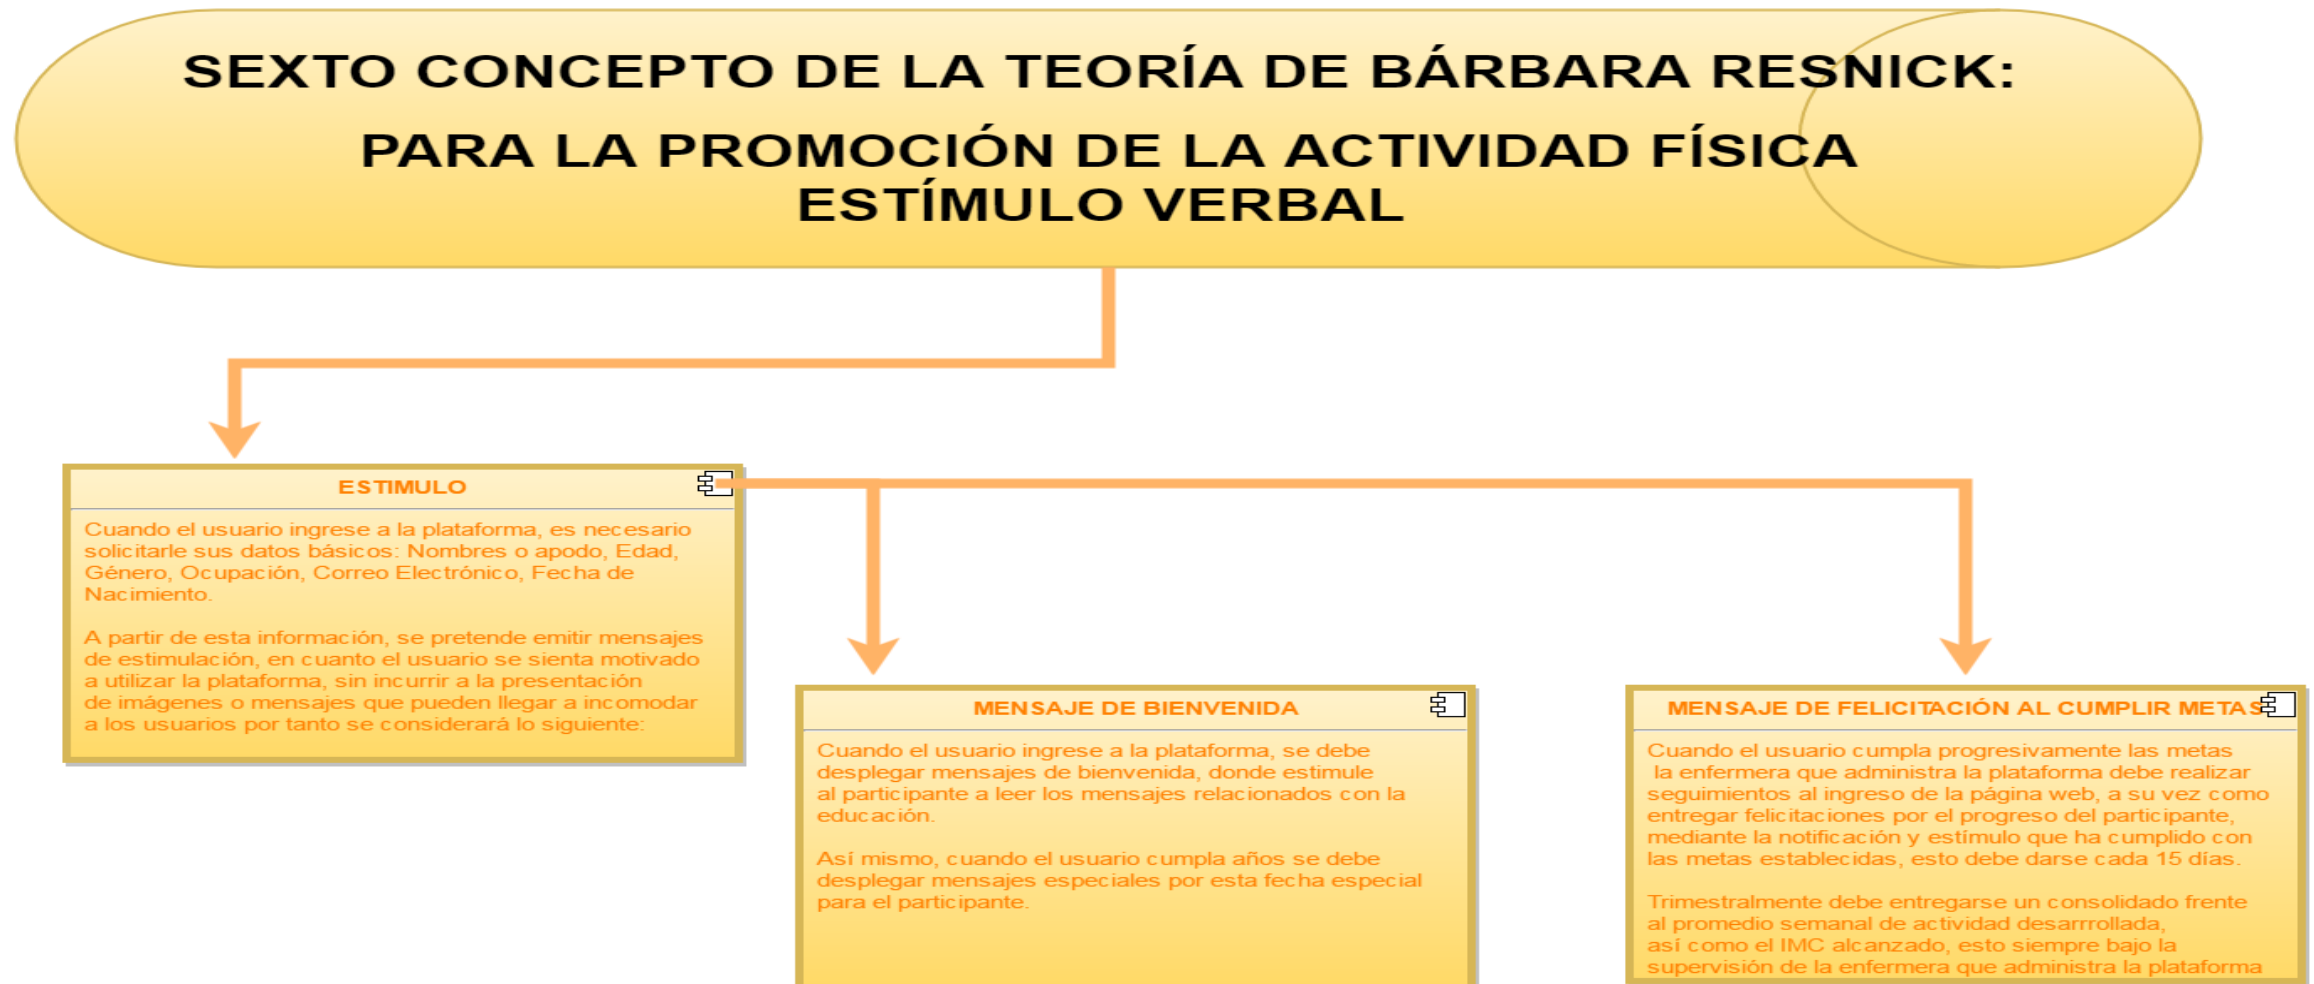 SEXTO CONCEPTO DE LA TEORÍA DE BÁRBARA RESNICK:
PARA LA PROMOCIÓN DE LA ACTIVIDAD FÍSICA
ESTÍMULO VERBAL
ESTIMULO
Cuando el usuario ingrese a la plataforma, es necesario
solicitarle sus datos básicos: Nombres o apodo, Edad,
Género, Ocupación, Correo Electrónico, Fecha de
Nacimiento.
A partir de esta información, se pretende emitir mensajes
de estimulación, en cuanto el usuario se sienta motivado
a utilizar la plataforma, sin incurrir a la presentación
de imágenes o mensajes que pueden llegar a incomodar
a los usuarios por tanto se considerará lo siguiente:
MENSAJE DE BIENVENIDA
Cuando el usuario ingrese a la plataforma, se debe
desplegar mensajes de bienvenida, donde estimule
al participante a leer los mensajes relacionados con la
educación.
Así mismo, cuando el usuario cumpla años se debe
desplegar mensajes especiales por esta fecha especial
para el participante.
MENSAJE DE FELICITACIÓN AL CUMPLIR METAS
Cuando el usuario cumpla progresivamente las metas
la enfermera que administra la plataforma debe realizar
seguimientos al ingreso de la página web, a su vez como
entregar felicitaciones por el progreso del participante,
mediante la notificación y estímulo que ha cumplido con
las metas establecidas, esto debe darse cada 15 días.
Trimestralmente debe entregarse un consolidado frente
al promedio semanal de actividad desarrrollada,
así como el IMC alcanzado, esto siempre bajo la
supervisión de la enfermera que administra la plataforma